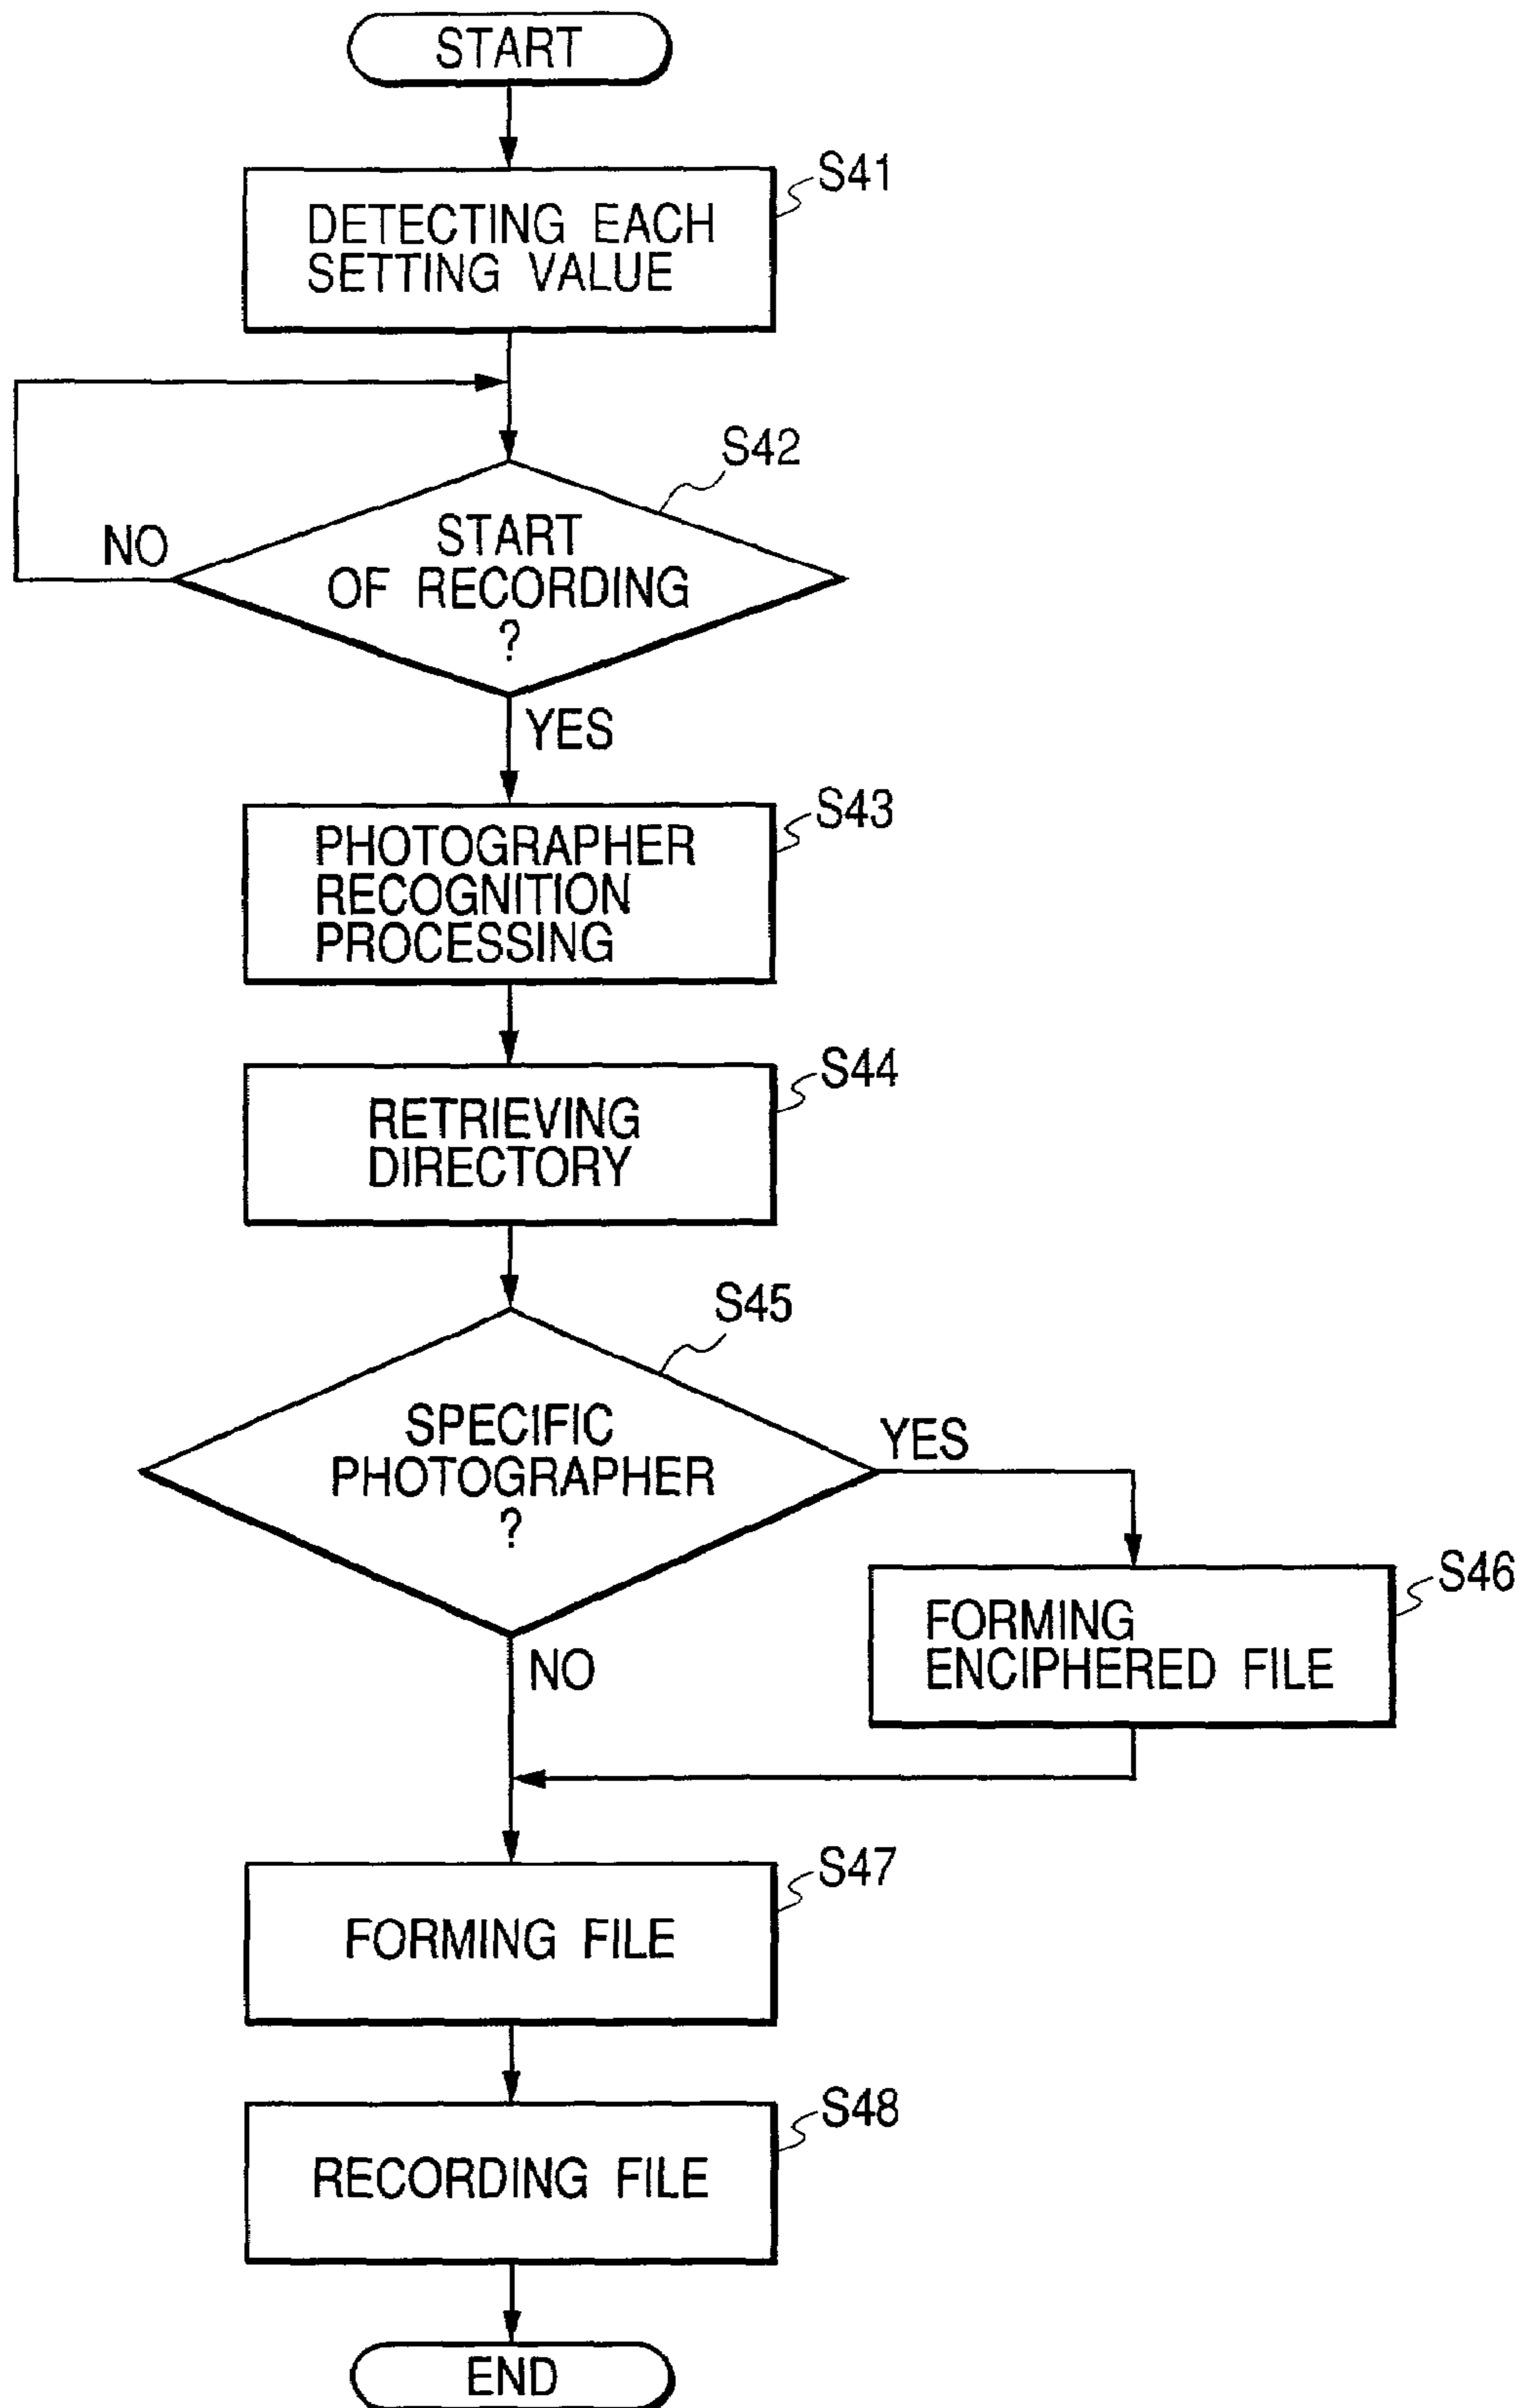 START
S41
DETECTING EACH
SETTING VALUE
S42
START
OF RECORDING
?
NO
YES
S43
PHOTOGRAPHER
RECOGNITION
PROCESSING
S44
RETRIEVING
DIRECTORY
S45
SPECIFIC
PHOTOGRAPHER
?
YES
NO
S46
FORMING
ENCIPHERED FILE
S47
FORMING FILE
S48
RECORDING FILE
END